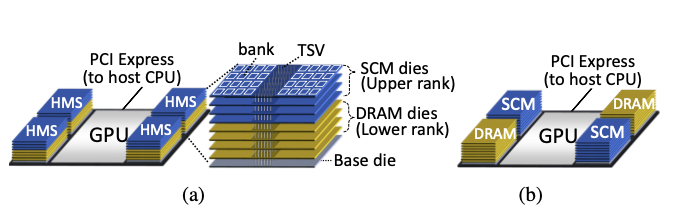 PCI Express
(to host CPU)
HMS
HMS
HMS
HMS
GPU
bank
TSV
SCM dies
(Upper rank)
DRAM dies
(Lower rank)
Base die
(a)
PCI Express
(to host CPU)
SCM
DRAM
DRAM
GPU
SCM
(b)